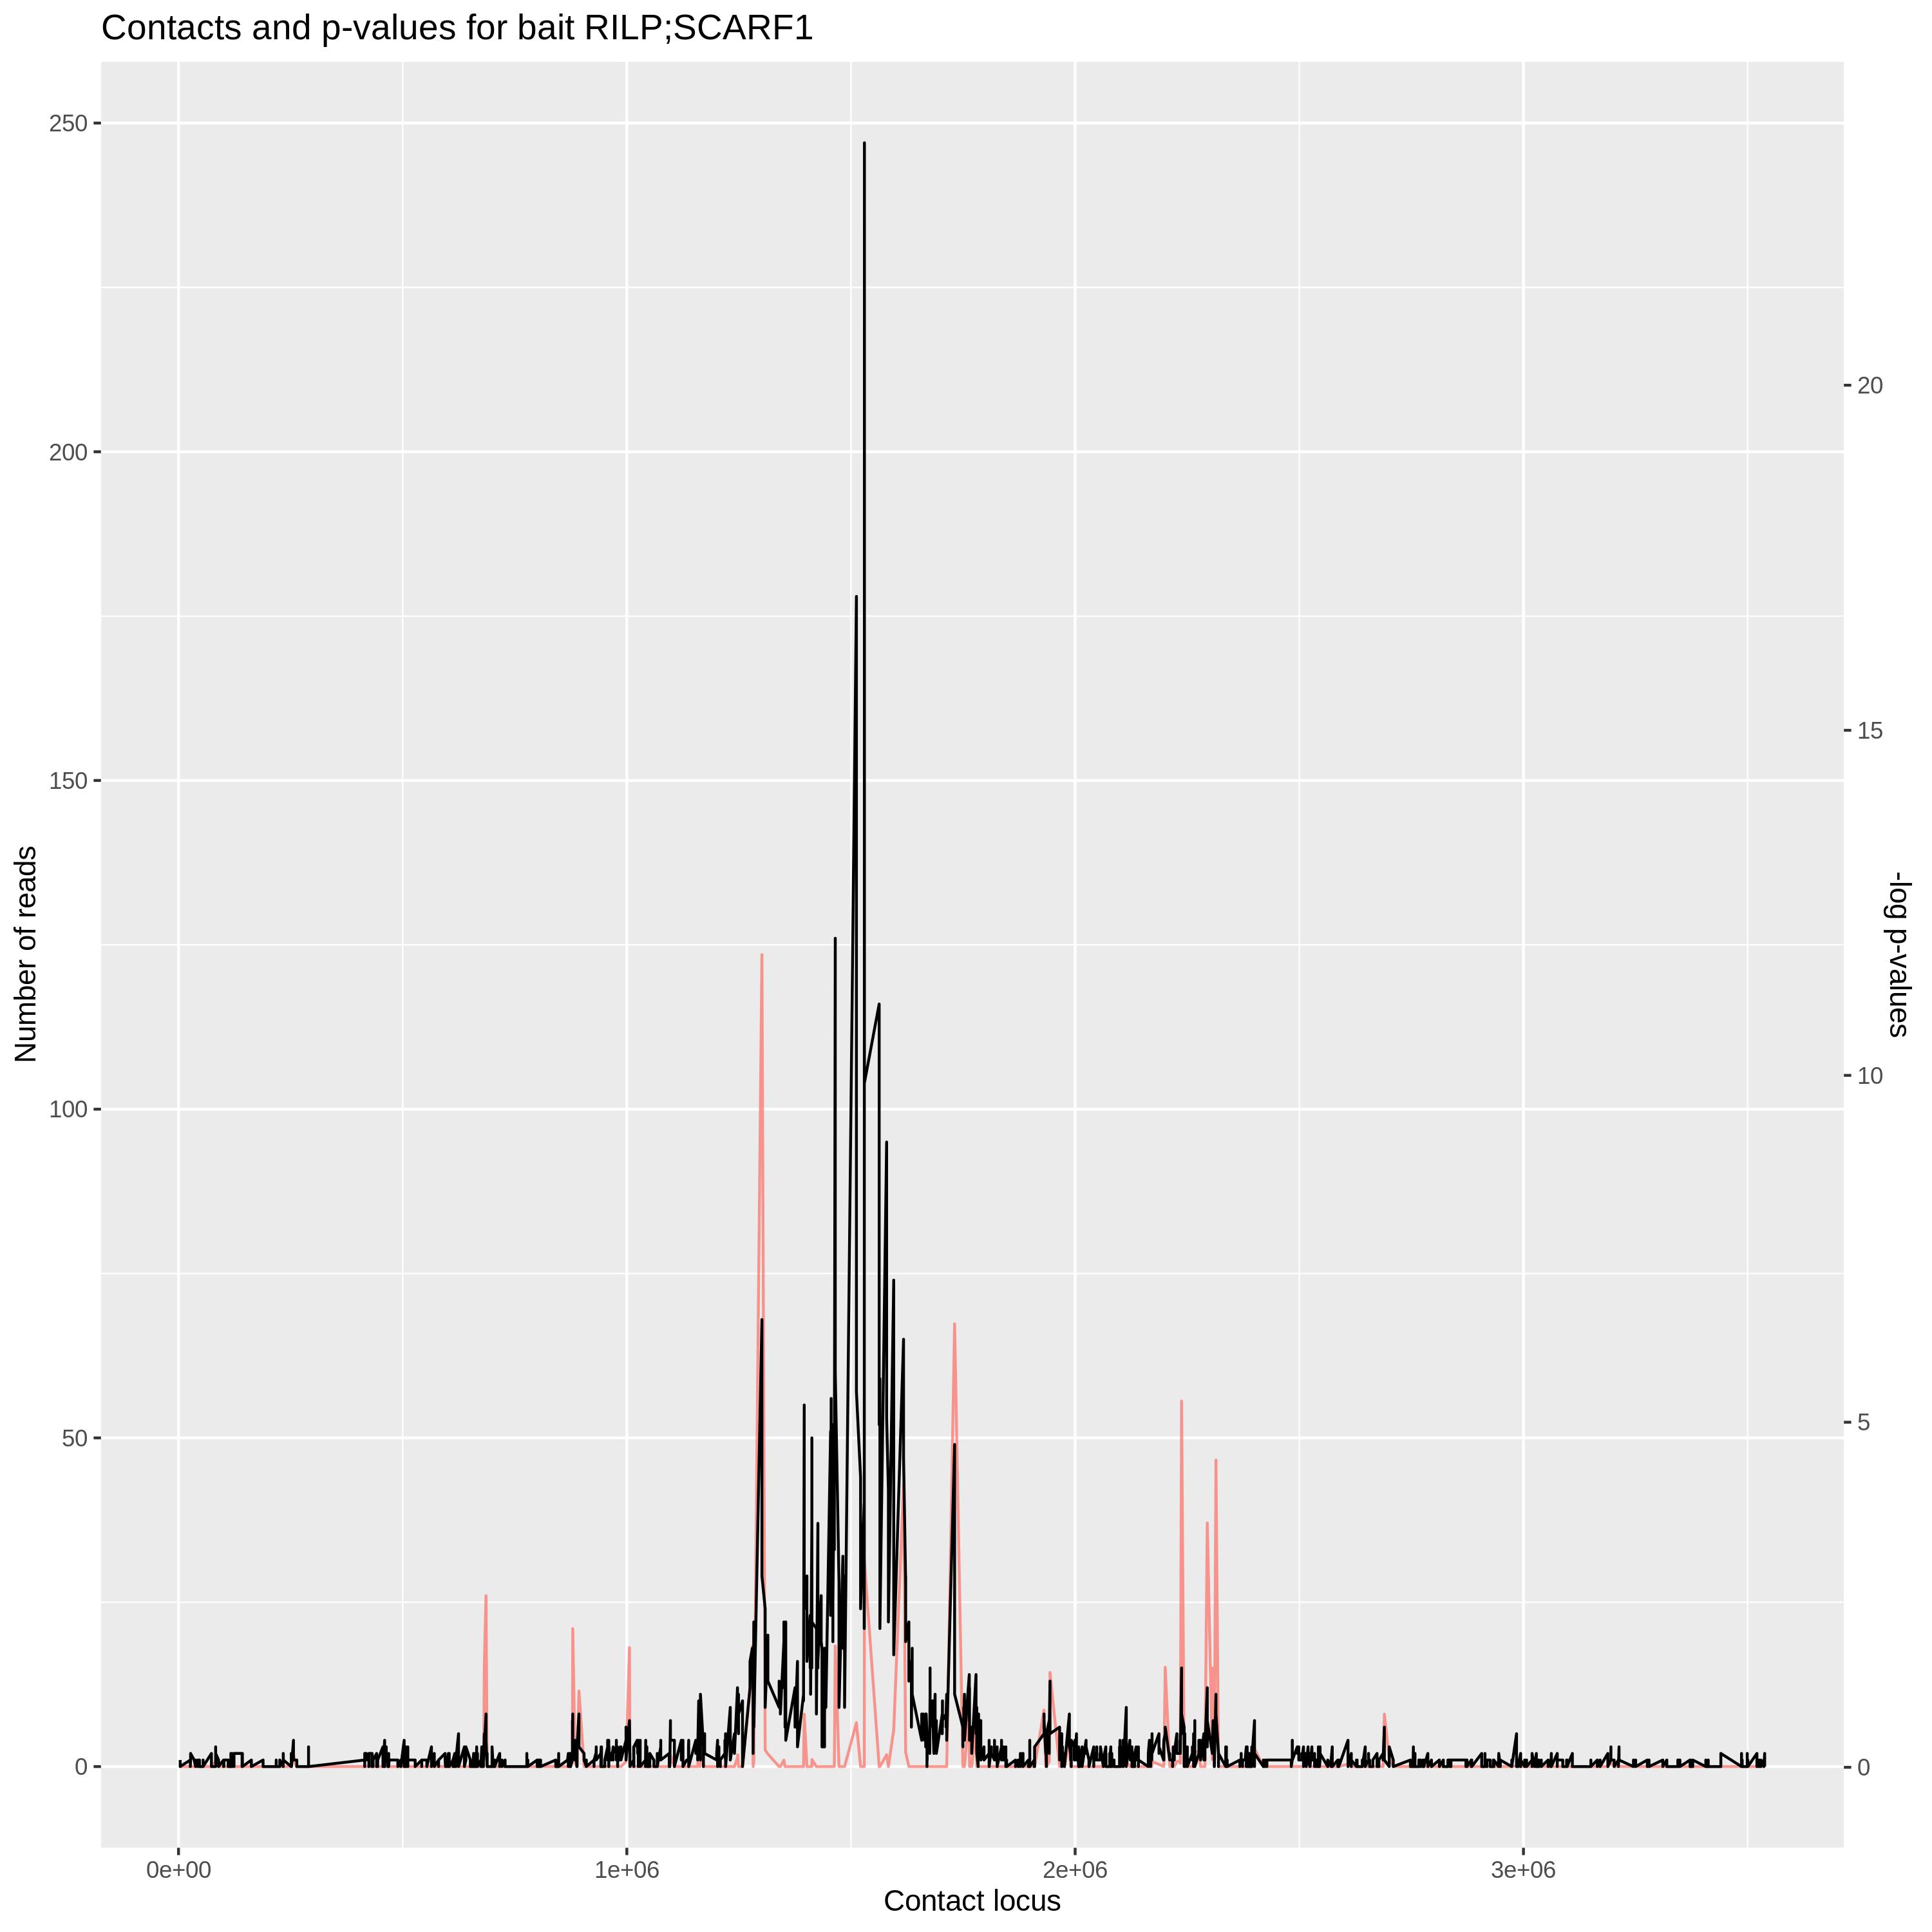 Contacts and p-values for bait RILP;SCARF1
250
200
150
100
50
0
Number of reads
20
15
10
5
0
-log p-values
0e+00
1e+06
2e+06
3e+06
Contact locus